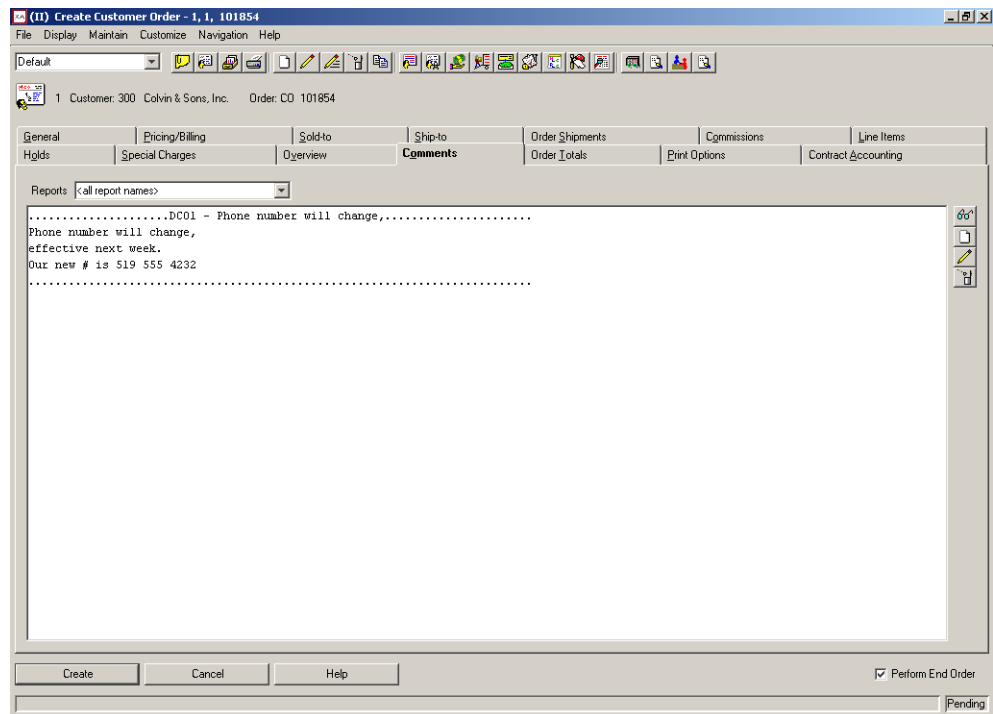 (II) Create Customer Order - 1, 1, 101854
File Display Maintain Customize Navigation Help
Default
1 Customer: 300 Colvin & Sons, Inc. Order: CO 101854
General Pricing/Billing Sold-to Ship-to Order Shipments Commissions Line Items
Holds Special Charges Overview Comments Order Totals Print Options Contract Accounting
Reports <all report names>
.....................DC01 - Phone number will change,......................
Phone number will change,
effective next week.
Our new # is 519 555 4232
...........................................................................
Create Cancel Help Perform End Order
Pending